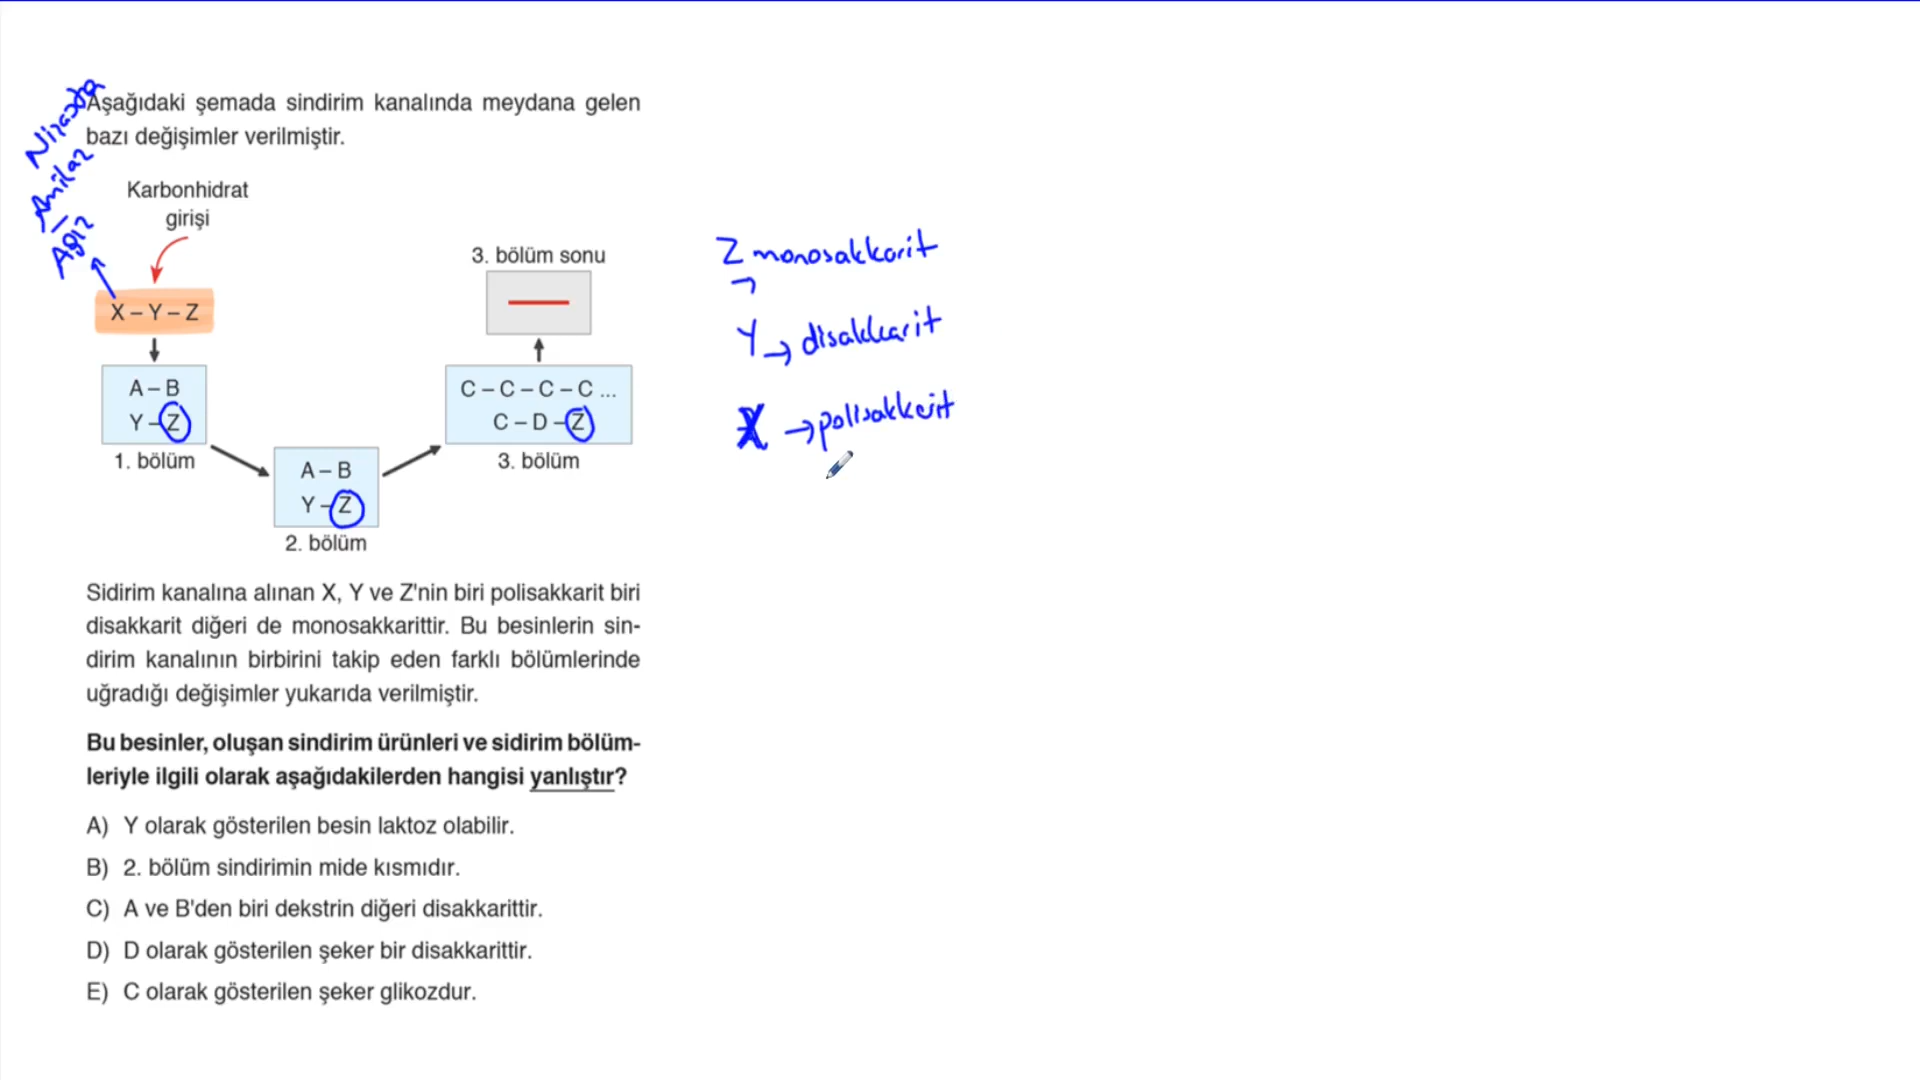 Aşağıdaki şemada sindirim kanalında meydana gelen
bazı değişimler verilmiştir.
Nişasta
Amilaz
Ağız
Karbonhidrat
girişi
X – Y – Z
A – B
Y – Z
1. bölüm
A – B
Y – Z
2. bölüm
3. bölüm sonu
C – C – C – C ...
C – D – Z
3. bölüm
Z monosakkarit
Y → disakkarit
X → polisakkarit
Sidirim kanalına alınan X, Y ve Z'nin biri polisakkarit biri
disakkarit diğeri de monosakkarittir. Bu besinlerin sin-
dirim kanalının birbirini takip eden farklı bölümlerinde
uğradığı değişimler yukarıda verilmiştir.
Bu besinler, oluşan sindirim ürünleri ve sidirim bölüm-
leriyle ilgili olarak aşağıdakilerden hangisi yanlıştır?
A) Y olarak gösterilen besin laktoz olabilir.
B) 2. bölüm sindirimin mide kısmıdır.
C) A ve B'den biri dekstrin diğeri disakkarittir.
D) D olarak gösterilen şeker bir disakkarittir.
E) C olarak gösterilen şeker glikozdur.